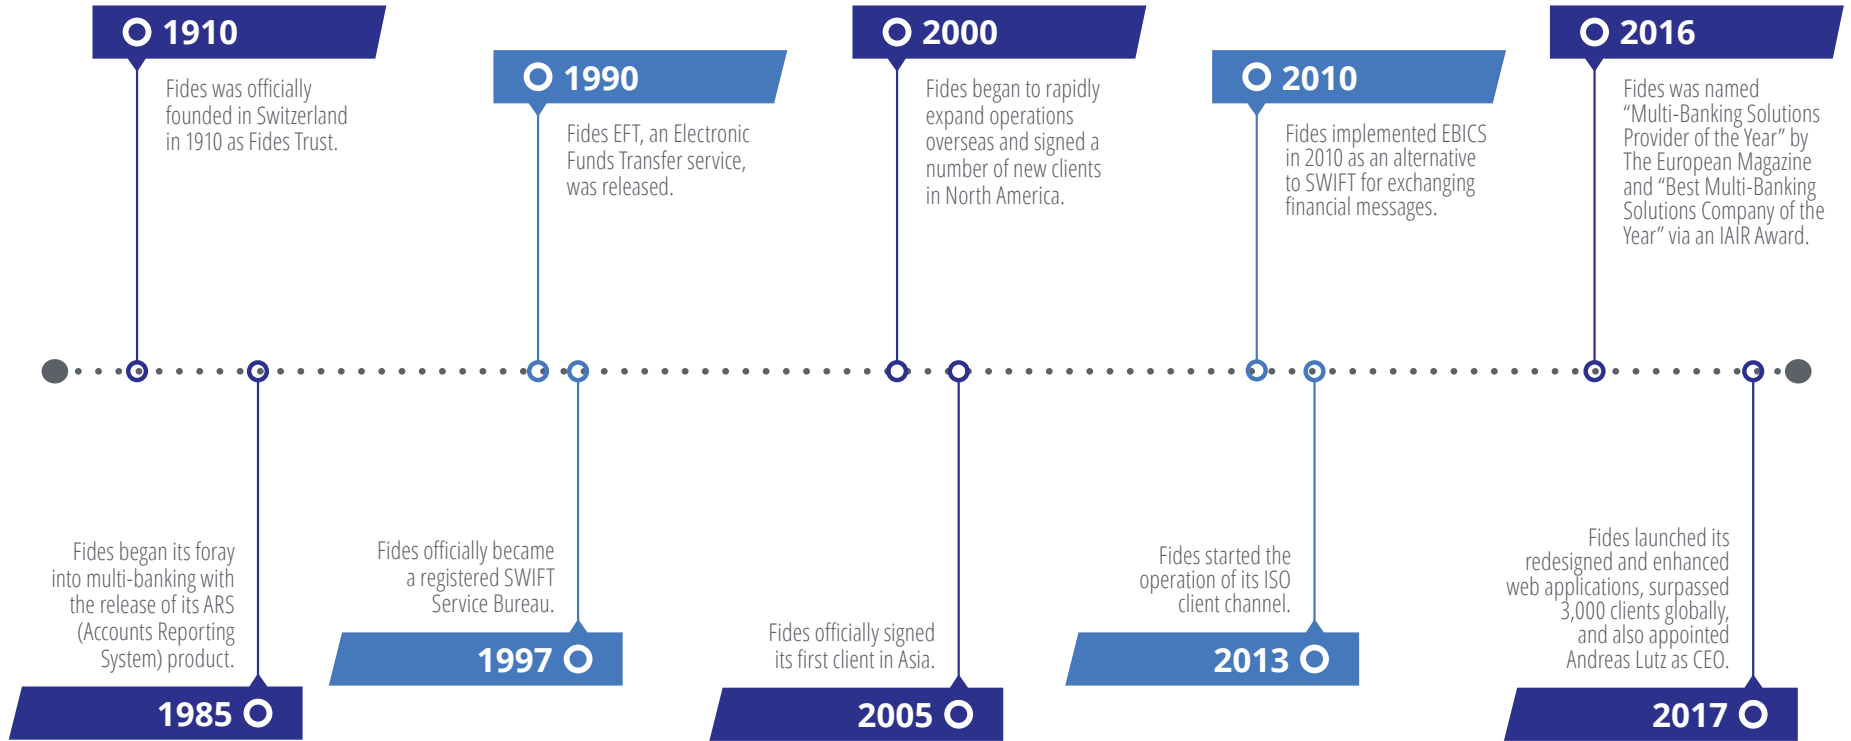 1910
Fides was officially
founded in Switzerland
in 1910 as Fides Trust.
1990
Fides EFT, an Electronic
Funds Transfer service,
was released.
2000
Fides began to rapidly
expand operations
overseas and signed a
number of new clients
in North America.
2010
Fides implemented EBICS
in 2010 as an alternative
to SWIFT for exchanging
financial messages.
2016
Fides was named
“Multi-Banking Solutions
Provider of the Year” by
The European Magazine
and “Best Multi-Banking
Solutions Company of the
Year” via an IAIR Award.
Fides began its foray
into multi-banking with
the release of its ARS
(Accounts Reporting
System) product.
1985
Fides officially became
a registered SWIFT
Service Bureau.
1997
Fides officially signed
its first client in Asia.
2005
Fides started the
operation of its ISO
client channel.
2013
Fides launched its
redesigned and enhanced
web applications, surpassed
3,000 clients globally,
and also appointed
Andreas Lutz as CEO.
2017